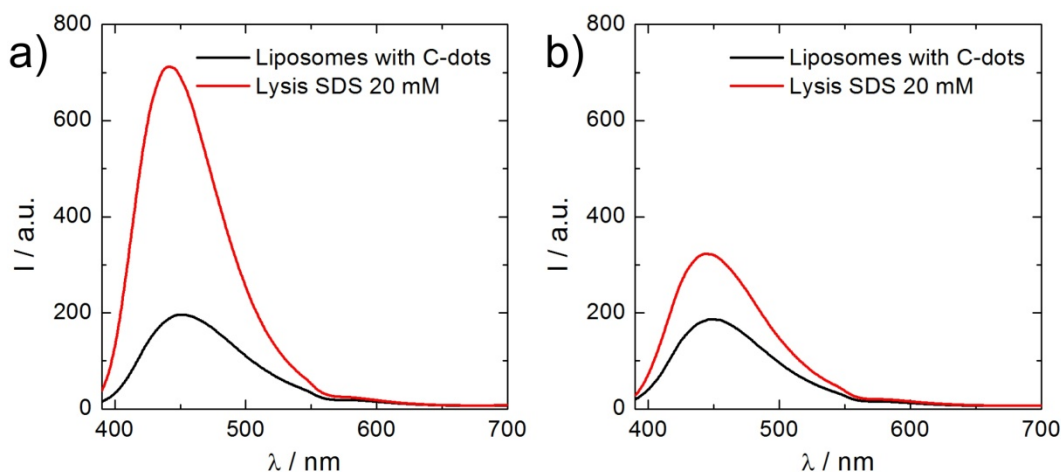 a)
800
600
400
200
0
I / a.u.
Liposomes with C-dots
Lysis SDS 20 mM
400 500 600 700
λ / nm
b)
800
600
400
200
0
I / a.u.
Liposomes with C-dots
Lysis SDS 20 mM
400 500 600 700
λ / nm